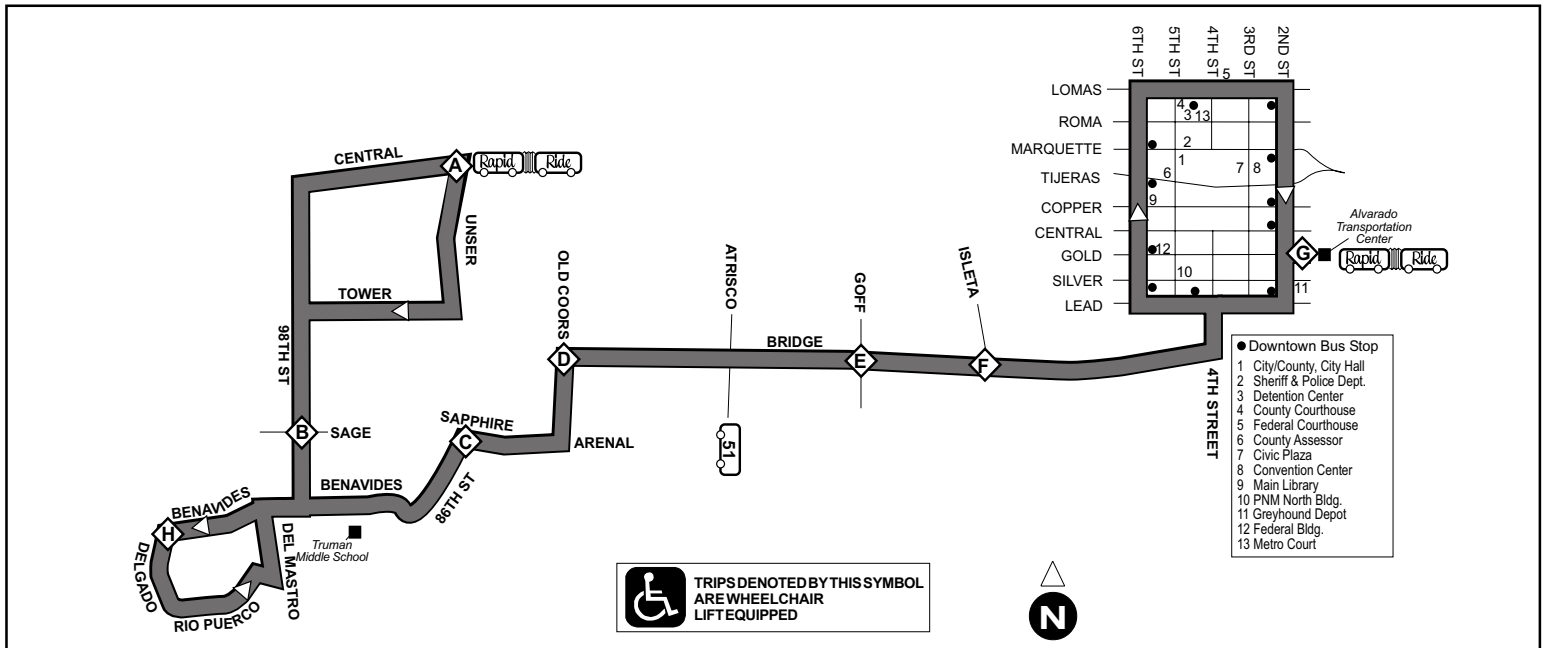 6TH ST
5TH ST
4TH ST
3RD ST
2ND ST
5
LOMAS
4
3 13
ROMA
MARQUETTE
2
1
7 8
TIJERAS
6
COPPER
9
CENTRAL
GOLD
12
SILVER
10
11
LEAD
G
Alvarado
Transportation
Center
Rapid Ride
CENTRAL
A
Rapid Ride
UNSER
TOWER
98TH ST
OLD COORS
ATRISCO
GOFF
ISLETA
D
BRIDGE
E
F
4TH STREET
B
SAGE
SAPPHIRE
C
ARENAL
51
BENAVIDES
86TH ST
BENAVIDES
H
DELGADO
RIO PUERCO
DEL MASTRO
Truman
Middle School
Downtown Bus Stop
1 City/County, City Hall
2 Sheriff & Police Dept.
3 Detention Center
4 County Courthouse
5 Federal Courthouse
6 County Assessor
7 Civic Plaza
8 Convention Center
9 Main Library
10 PNM North Bldg.
11 Greyhound Depot
12 Federal Bldg.
13 Metro Court
TRIPS DENOTED BY THIS SYMBOL
ARE WHEELCHAIR
LIFT EQUIPPED
N